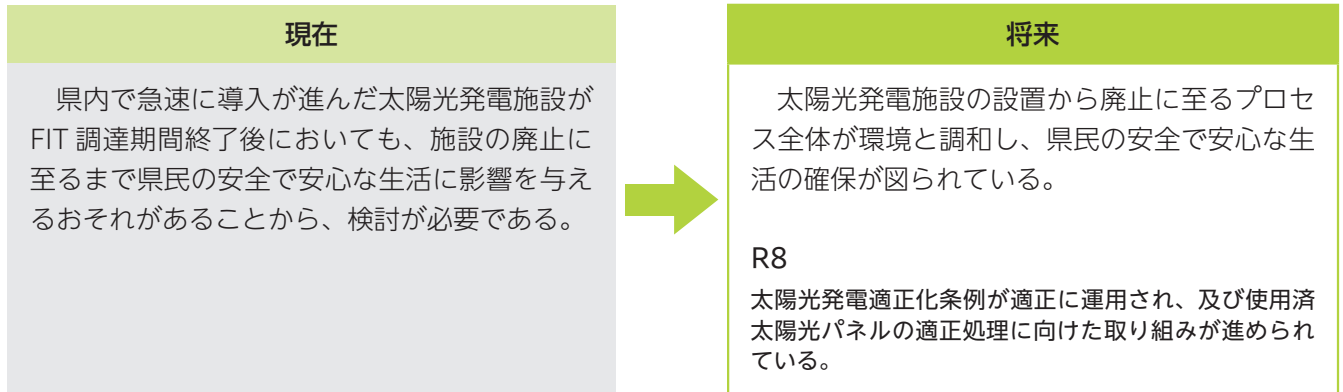 現在
県内で急速に導入が進んだ太陽光発電施設が
FIT 調達期間終了後においても、施設の廃止に
至るまで県民の安全で安心な生活に影響を与え
るおそれがあることから、検討が必要である。
将来
太陽光発電施設の設置から廃止に至るプロセ
ス全体が環境と調和し、県民の安全で安心な生
活の確保が図られている。
R8
太陽光発電適正化条例が適正に運用され、及び使用済
太陽光パネルの適正処理に向けた取り組みが進められ
ている。